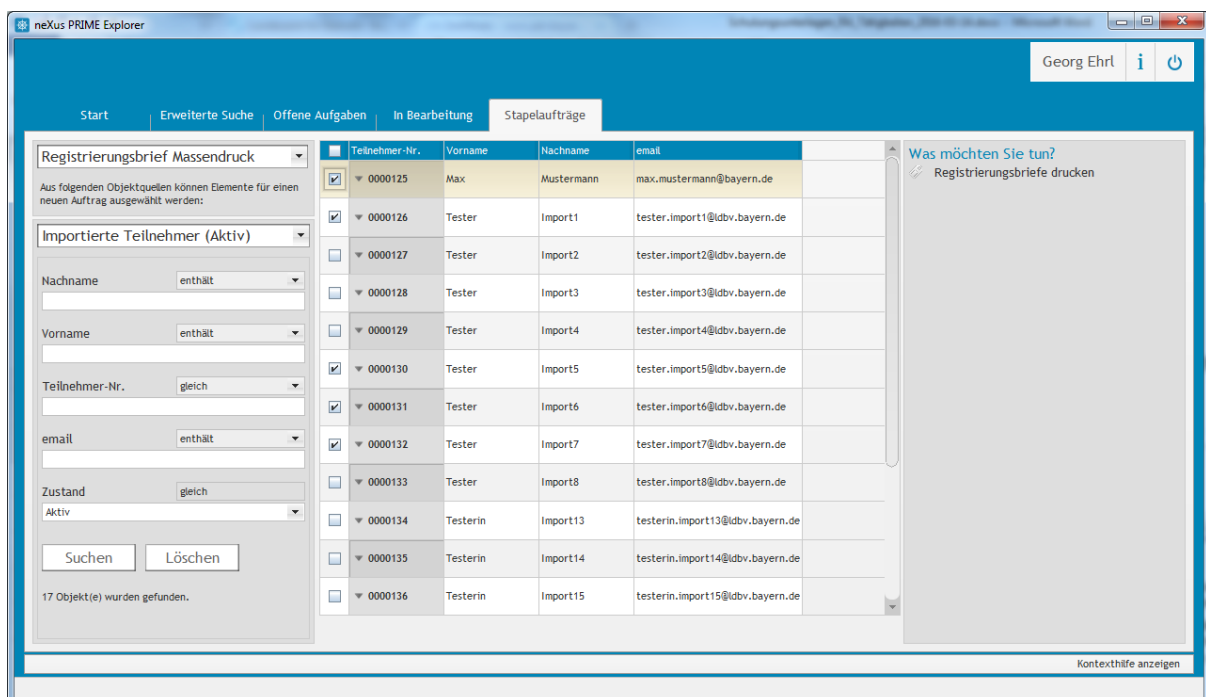 neXus PRIME Explorer
Georg Ehrl i
Start Erweiterte Suche Offene Aufgaben In Bearbeitung Stapelaufträge
Registrierungsbrief Massendruck
Aus folgenden Objektquellen können Elemente für einen
neuen Auftrag ausgewählt werden:
Importierte Teilnehmer (Aktiv)
Nachname enthält
Vorname enthält
Teilnehmer-Nr. gleich
email enthält
Zustand gleich
Aktiv
Suchen Löschen
17 Objekt(e) wurden gefunden.
Teilnehmer-Nr. Vorname Nachname email
0000125 Max Mustermann max.mustermann@bayern.de
0000126 Tester Import1 tester.import1@ldbv.bayern.de
0000127 Tester Import2 tester.import2@ldbv.bayern.de
0000128 Tester Import3 tester.import3@ldbv.bayern.de
0000129 Tester Import4 tester.import4@ldbv.bayern.de
0000130 Tester Import5 tester.import5@ldbv.bayern.de
0000131 Tester Import6 tester.import6@ldbv.bayern.de
0000132 Tester Import7 tester.import7@ldbv.bayern.de
0000133 Tester Import8 tester.import8@ldbv.bayern.de
0000134 Testerin Import13 testerin.import13@ldbv.bayern.de
0000135 Testerin Import14 testerin.import14@ldbv.bayern.de
0000136 Testerin Import15 testerin.import15@ldbv.bayern.de
Was möchten Sie tun?
Registrierungsbriefe drucken
Kontexthilfe anzeigen